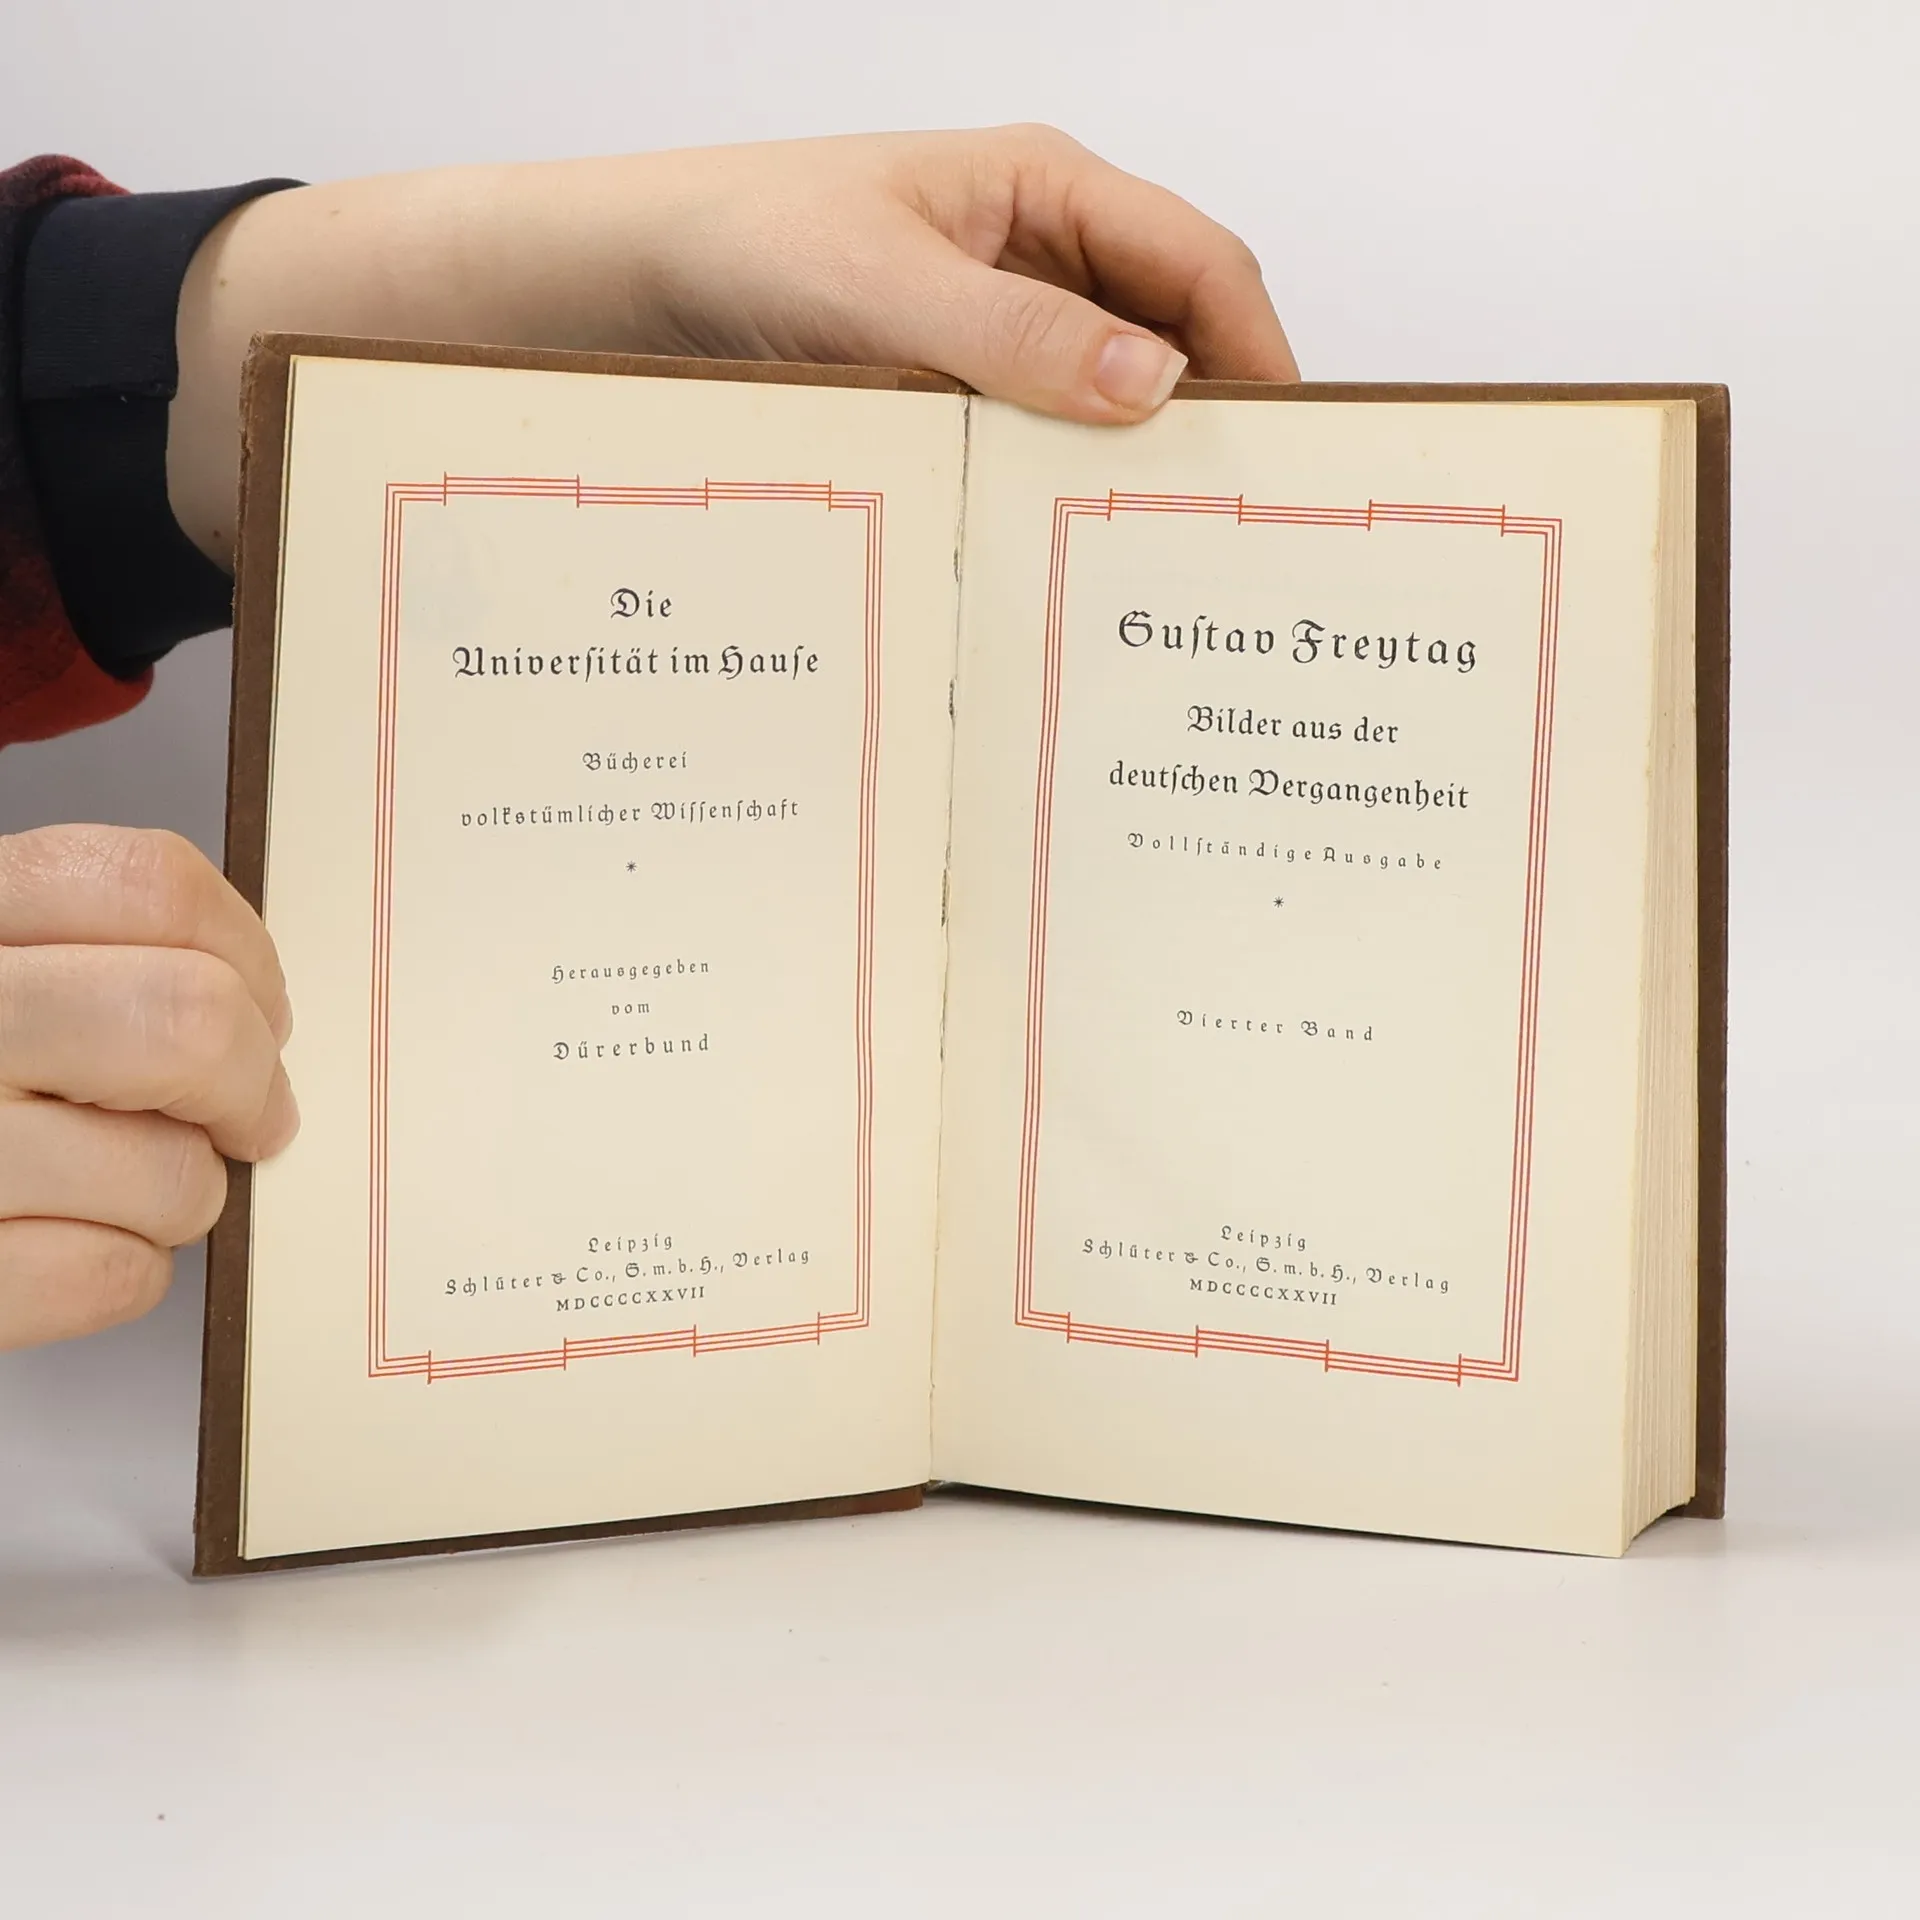 Die
Univerſität im Hauſe
Bücherei
volkstümlicher Wiſſenſchaft
*
Herausgegeben
vom
Dürerbund
Leipzig
Schlüter & Co., G. m. b. H., Verlag
MDCCCCXXVII
Guſtav Freytag
Bilder aus der
deutſchen Vergangenheit
Vollſtändige Ausgabe
*
Vierter Band
Leipzig
Schlüter & Co., G. m. b. H., Verlag
MDCCCCXXVII